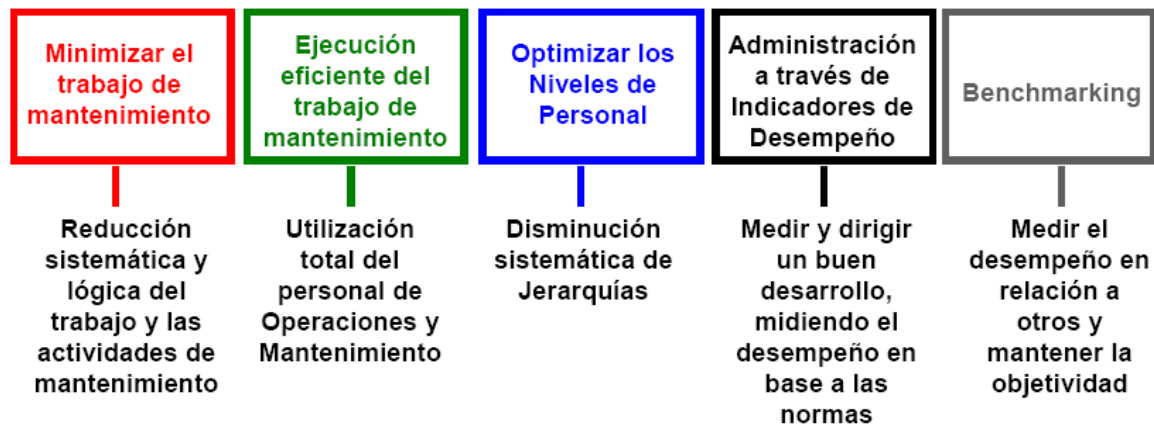 Minimizar el
trabajo de
mantenimiento
Reducción
sistemática y
lógica del
trabajo y las
actividades de
mantenimiento
Ejecución
eficiente del
trabajo de
mantenimiento
Utilización
total del
personal de
Operaciones y
Mantenimiento
Optimizar los
Niveles de
Personal
Disminución
sistemática de
Jerarquías
Administración
a través de
Indicadores de
Desempeño
Medir y dirigir
un buen
desarrollo,
midiendo el
desempeño en
base a las
normas
Benchmarking
Medir el
desempeño en
relación a
otros y
mantener la
objetividad